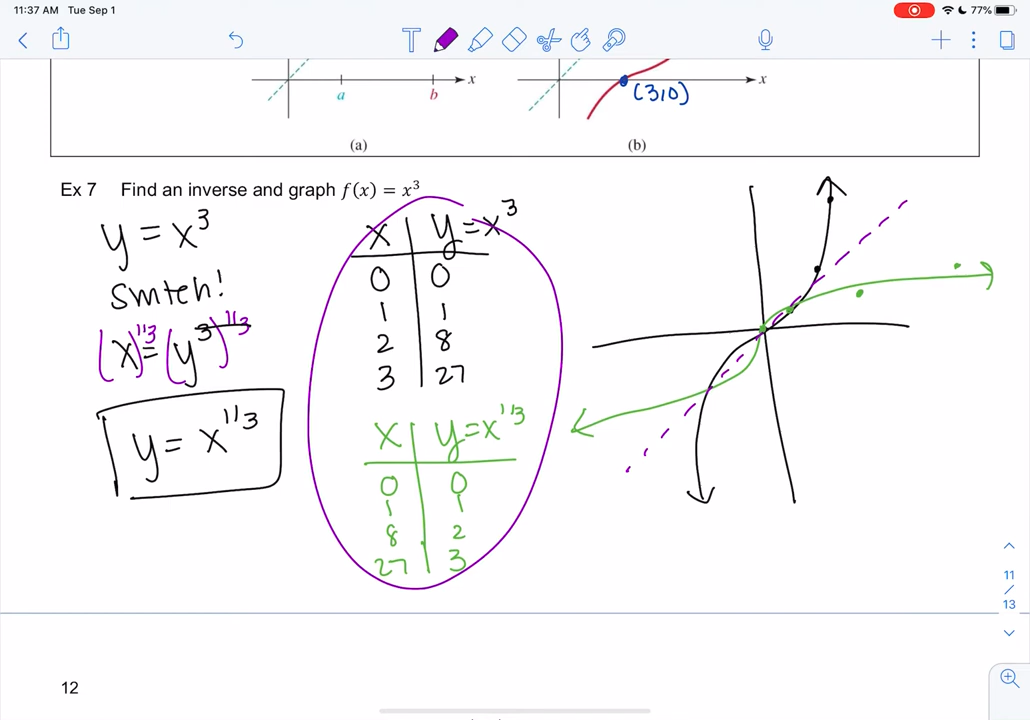 11:37 AM Tue Sep 1
77%
T
x
a
b
x
(3,0)
(a)
(b)
Ex 7 Find an inverse and graph f(x) = x³
y = x³
Switch!
(x)^1/3 = (y³)^1/3
y = x^1/3
x | y = x³
0 | 0
1 | 1
2 | 8
3 | 27
x | y = x^1/3
0 | 0
1 | 1
8 | 2
27 | 3
11
/
13
12